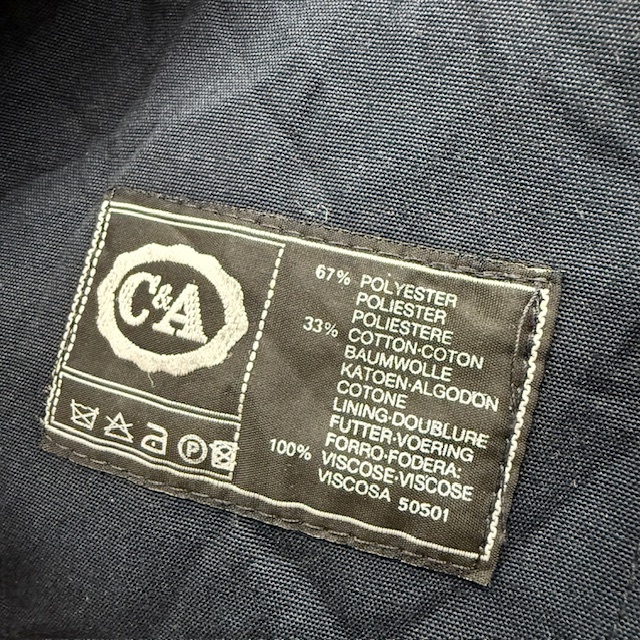 C&A
67% POLYESTER
POLIESTER
POLIESTERE
33% COTTON·COTON
BAUMWOLLE
KATOEN·ALGODÓN
COTONE
LINING·DOUBLURE
FUTTER·VOERING
FORRO·FODERA:
100% VISCOSE·VISCOSE
VISCOSA 50501
P